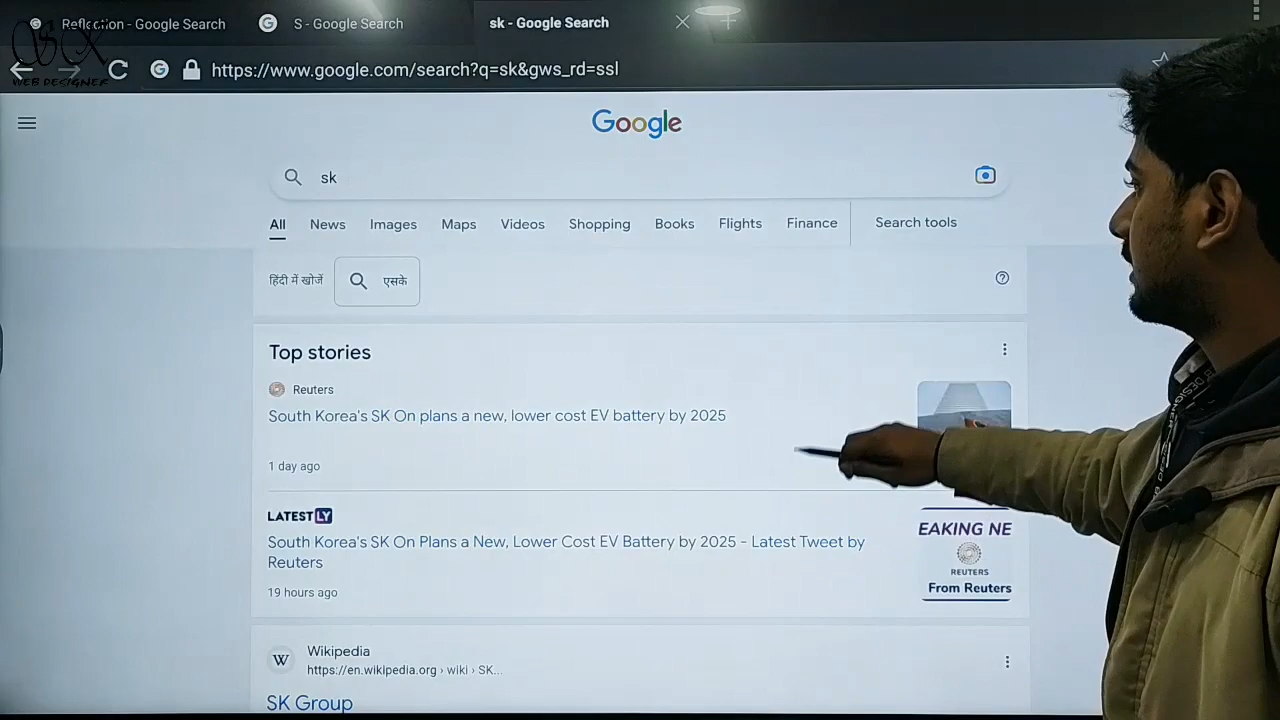 Reflection - Google Search
S - Google Search
sk - Google Search
WEB DESIGNER
https://www.google.com/search?q=sk&gws_rd=ssl
Google
sk
All News Images Maps Videos Shopping Books Flights Finance Search tools
हिंदी में खोजें एसके
Top stories
Reuters
South Korea's SK On plans a new, lower cost EV battery by 2025
1 day ago
LATESTLY
South Korea's SK On Plans a New, Lower Cost EV Battery by 2025 - Latest Tweet by
Reuters
19 hours ago
EAKING NE
REUTERS
From Reuters
W Wikipedia
https://en.wikipedia.org › wiki › SK...
SK Group